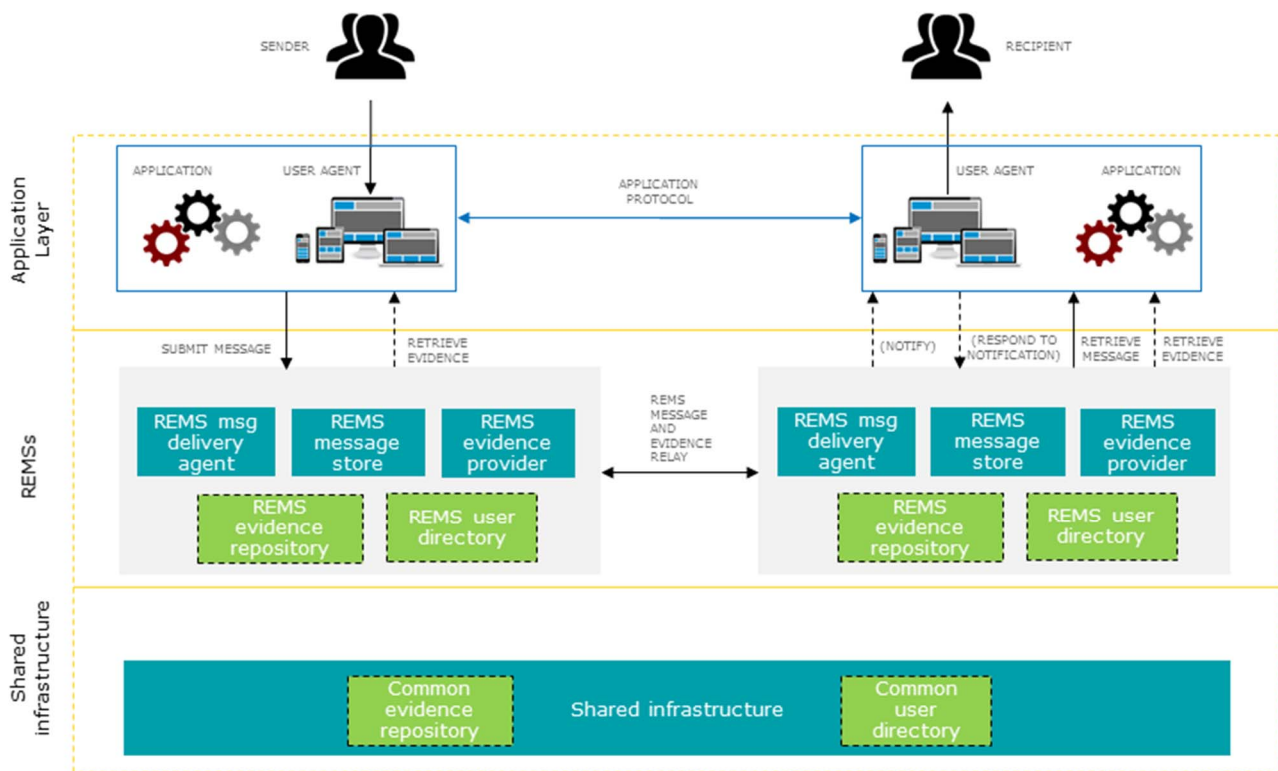 SENDER
RECIPIENT
Application
Layer
APPLICATION
USER AGENT
APPLICATION
PROTOCOL
USER AGENT
APPLICATION
SUBMIT MESSAGE
RETRIEVE
EVIDENCE
(NOTIFY)
(RESPOND TO
NOTIFICATION)
RETRIEVE
MESSAGE
RETRIEVE
EVIDENCE
REMSs
REMS msg
delivery
agent
REMS
message
store
REMS
evidence
provider
REMS
evidence
repository
REMS user
directory
REMS
MESSAGE
AND
EVIDENCE
RELAY
REMS msg
delivery
agent
REMS
message
store
REMS
evidence
provider
REMS
evidence
repository
REMS user
directory
Shared
infrastructure
Common
evidence
repository
Shared infrastructure
Common
user
directory